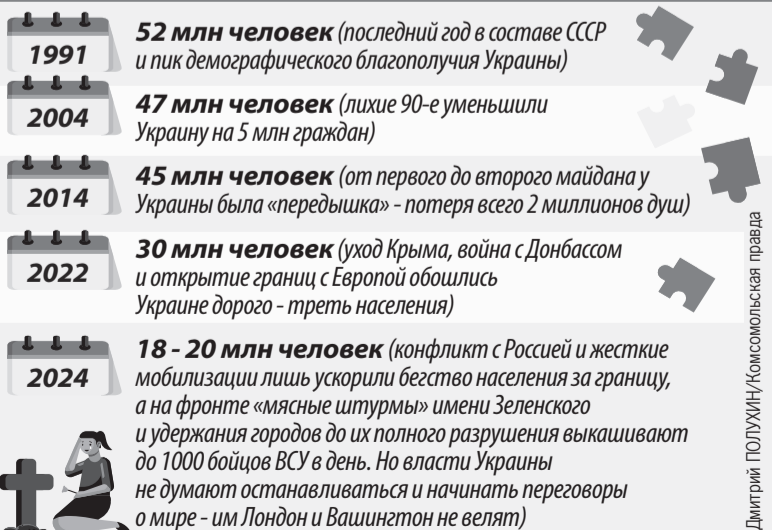 1991
52 млн человек (последний год в составе СССР
и пик демографического благополучия Украины)
2004
47 млн человек (лихие 90-е уменьшили
Украину на 5 млн граждан)
2014
45 млн человек (от первого до второго майдана у
Украины была «передышка» - потеря всего 2 миллионов душ)
2022
30 млн человек (уход Крыма, война с Донбассом
и открытие границ с Европой обошлись
Украине дорого - треть населения)
2024
18 - 20 млн человек (конфликт с Россией и жесткие
мобилизации лишь ускорили бегство населения за границу,
а на фронте «мясные штурмы» имени Зеленского
и удержания городов до их полного разрушения выкашивают
до 1000 бойцов ВСУ в день. Но власти Украины
не думают останавливаться и начинать переговоры
о мире - им Лондон и Вашингтон не велят)
Дмитрий ПОЛУХИН/Комсомольская правда